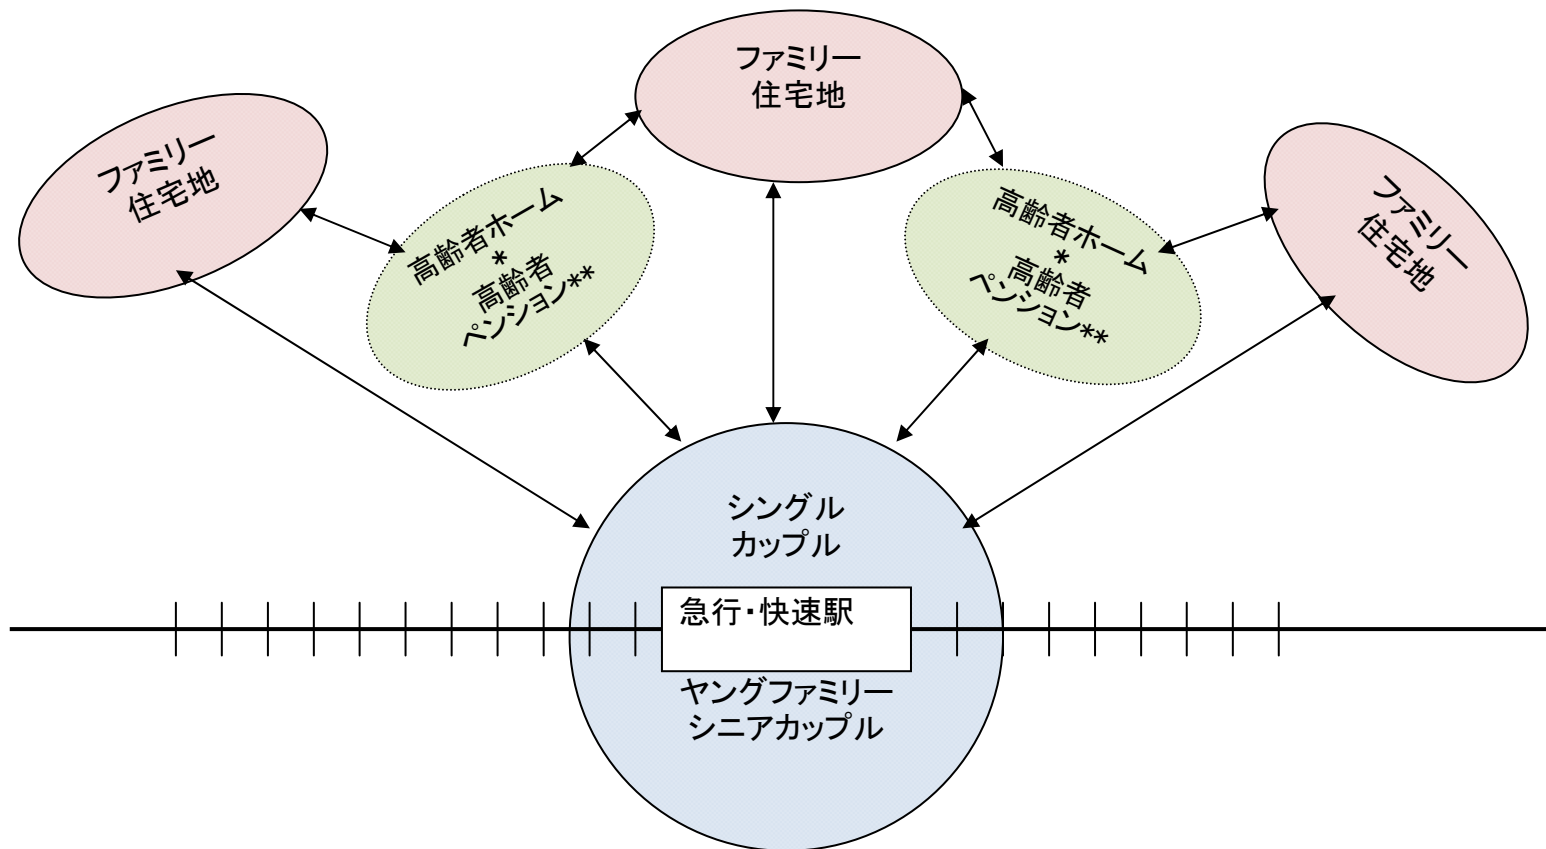 ファミリー
住宅地
ファミリー
住宅地
高齢者ホーム
*
高齢者
ペンション**
高齢者ホーム
*
高齢者
ペンション**
ファミリー
住宅地
シングル
カップル
急行・快速駅
ヤングファミリー
シニアカップル